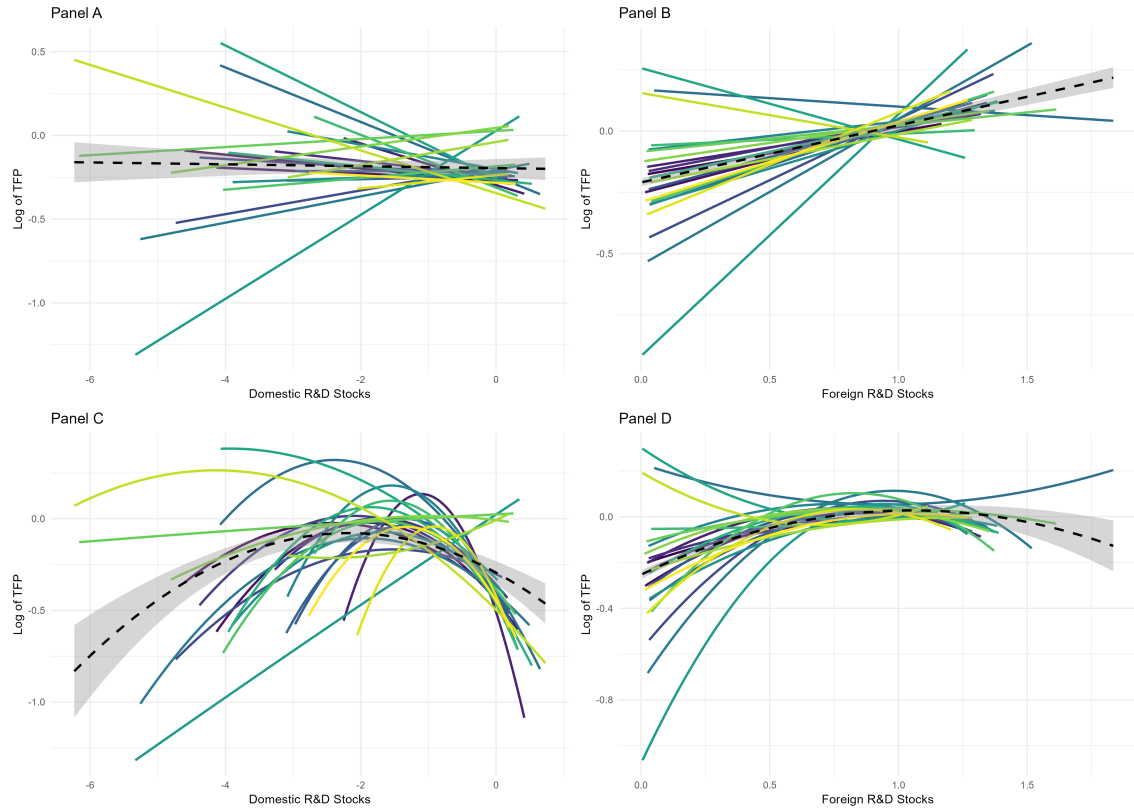 Panel A
Log of TFP
0.5
0.0
-0.5
-1.0
-6
-4
-2
0
Domestic R&D Stocks
Panel B
Log of TFP
0.0
-0.5
0.0
0.5
1.0
1.5
Foreign R&D Stocks
Panel C
Log of TFP
0.0
-0.5
-1.0
-6
-4
-2
0
Domestic R&D Stocks
Panel D
Log of TFP
0.0
-0.4
-0.8
0.0
0.5
1.0
1.5
Foreign R&D Stocks